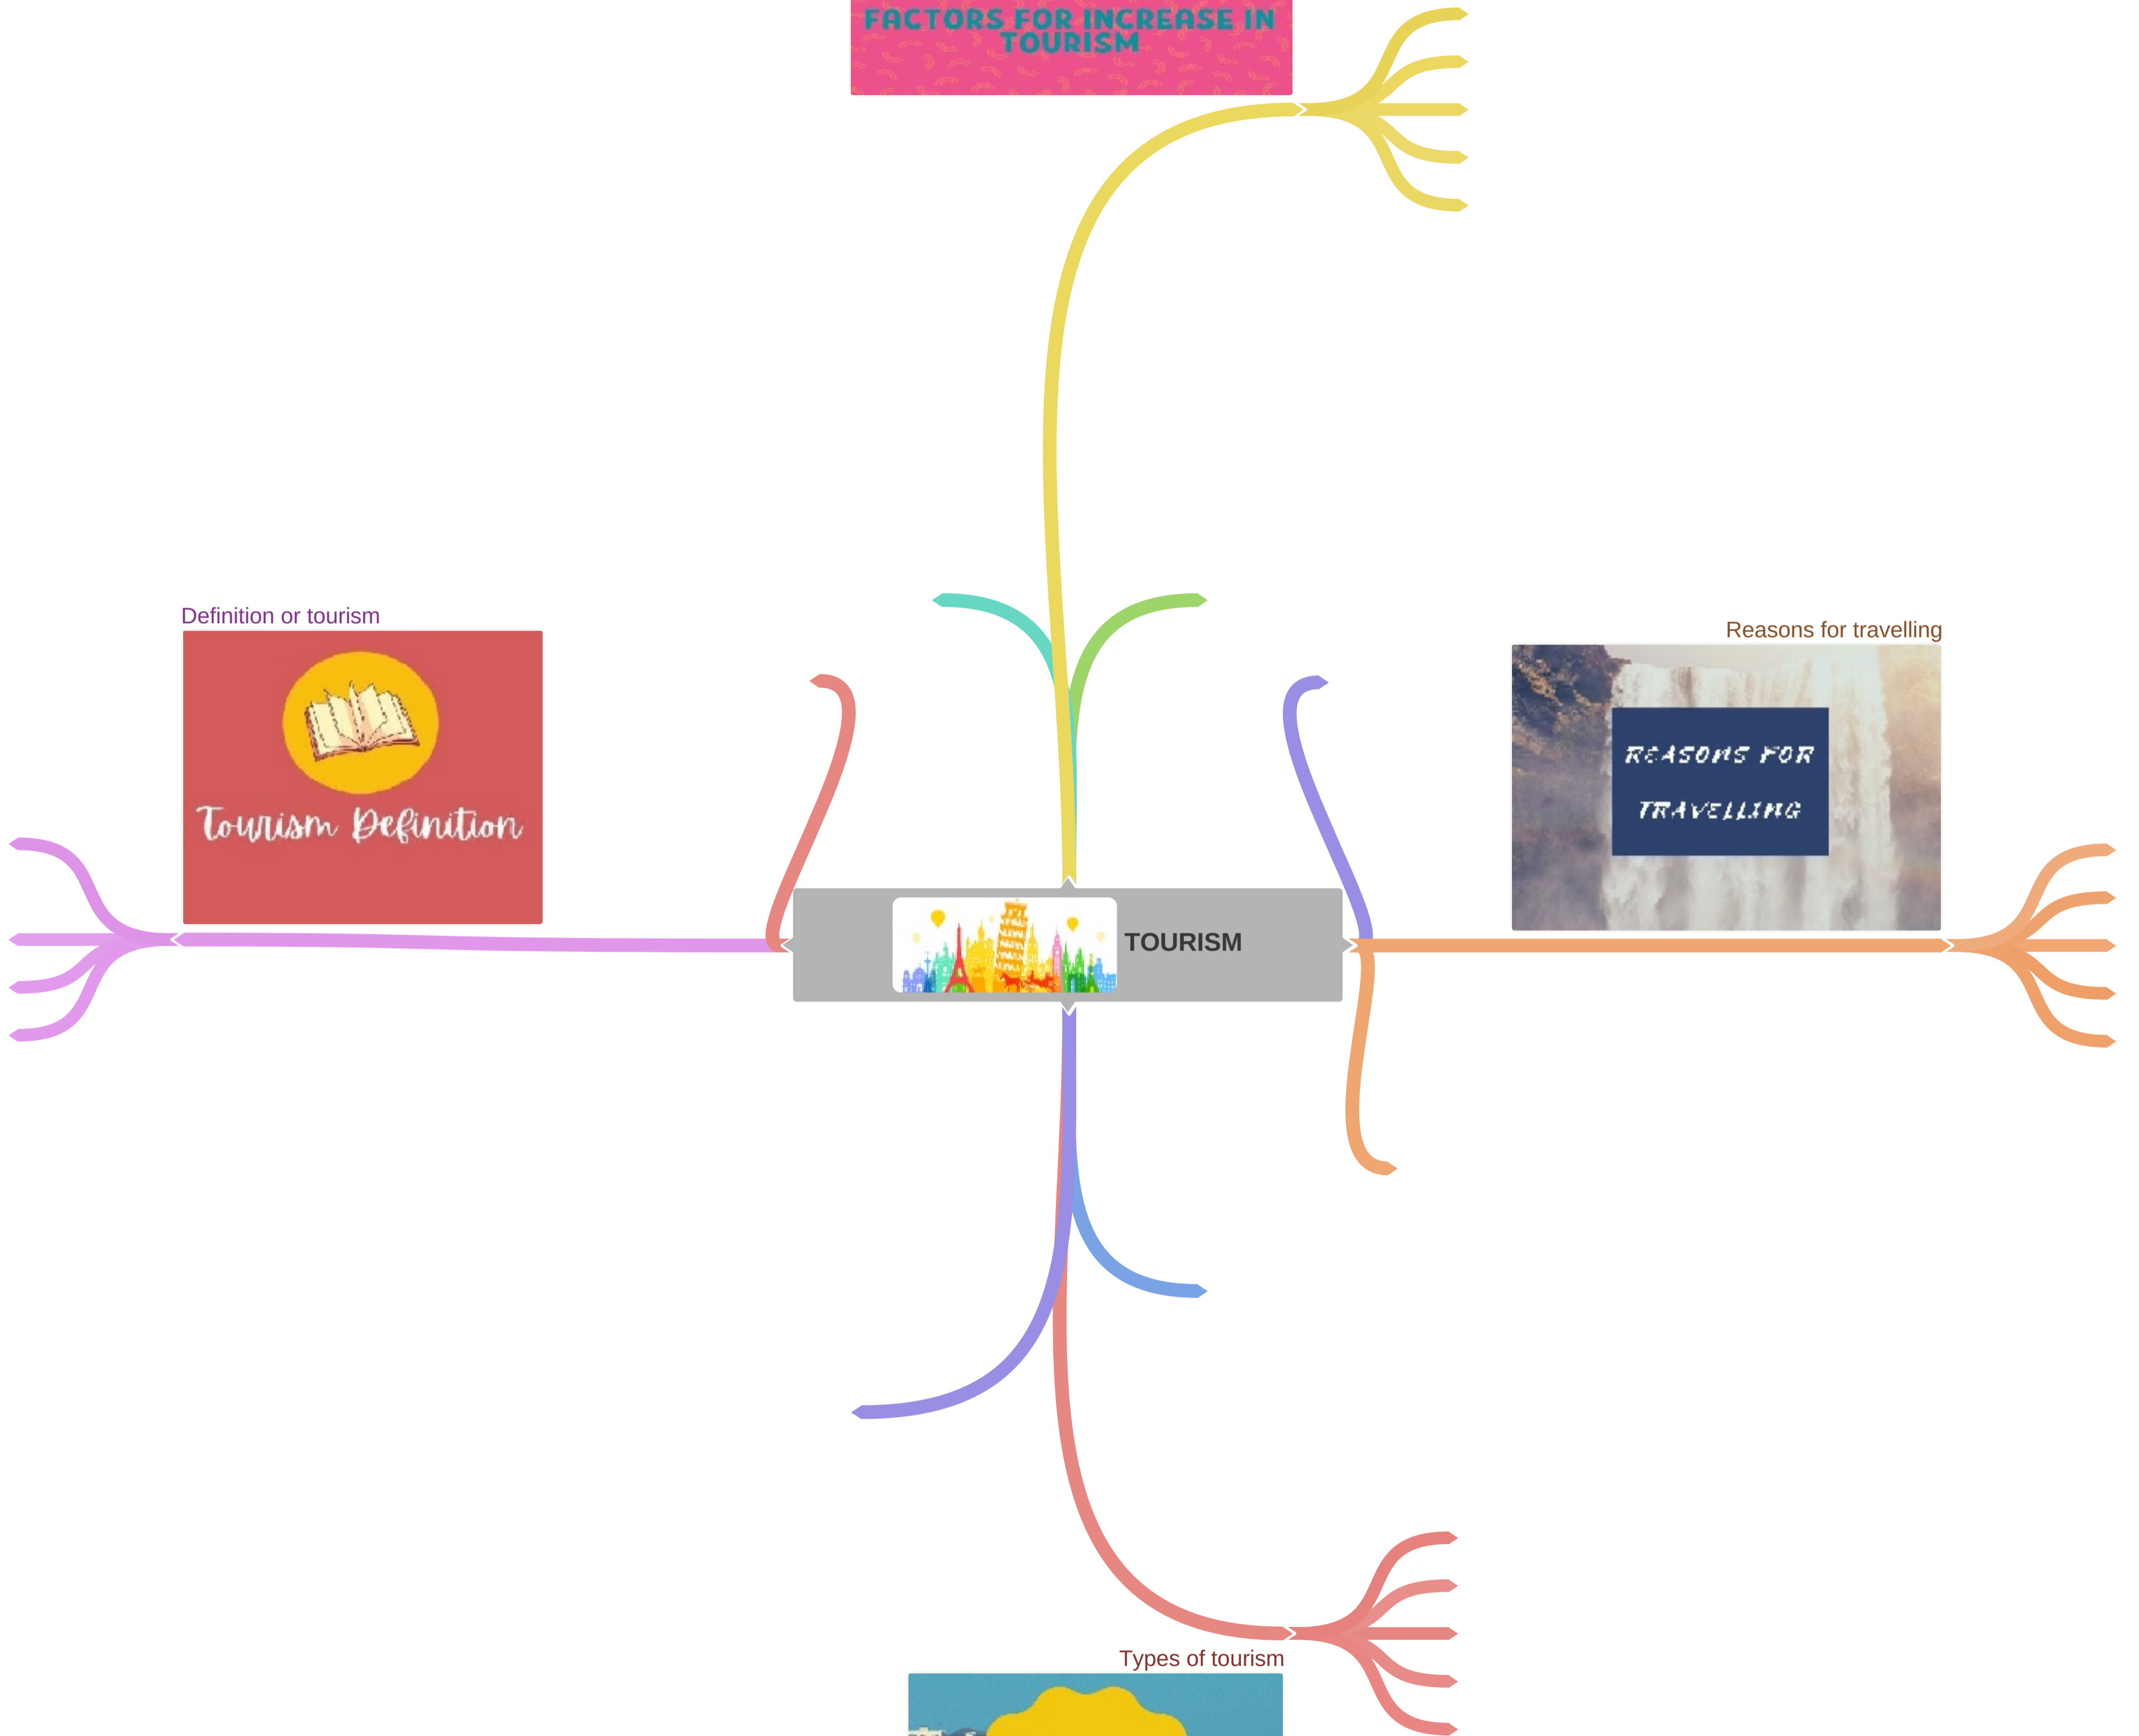 FACTORS FOR INCREASE IN
TOURISM
Definition or tourism
Tourism Definition
Reasons for travelling
REASONS FOR
TRAVELLING
TOURISM
Types of tourism